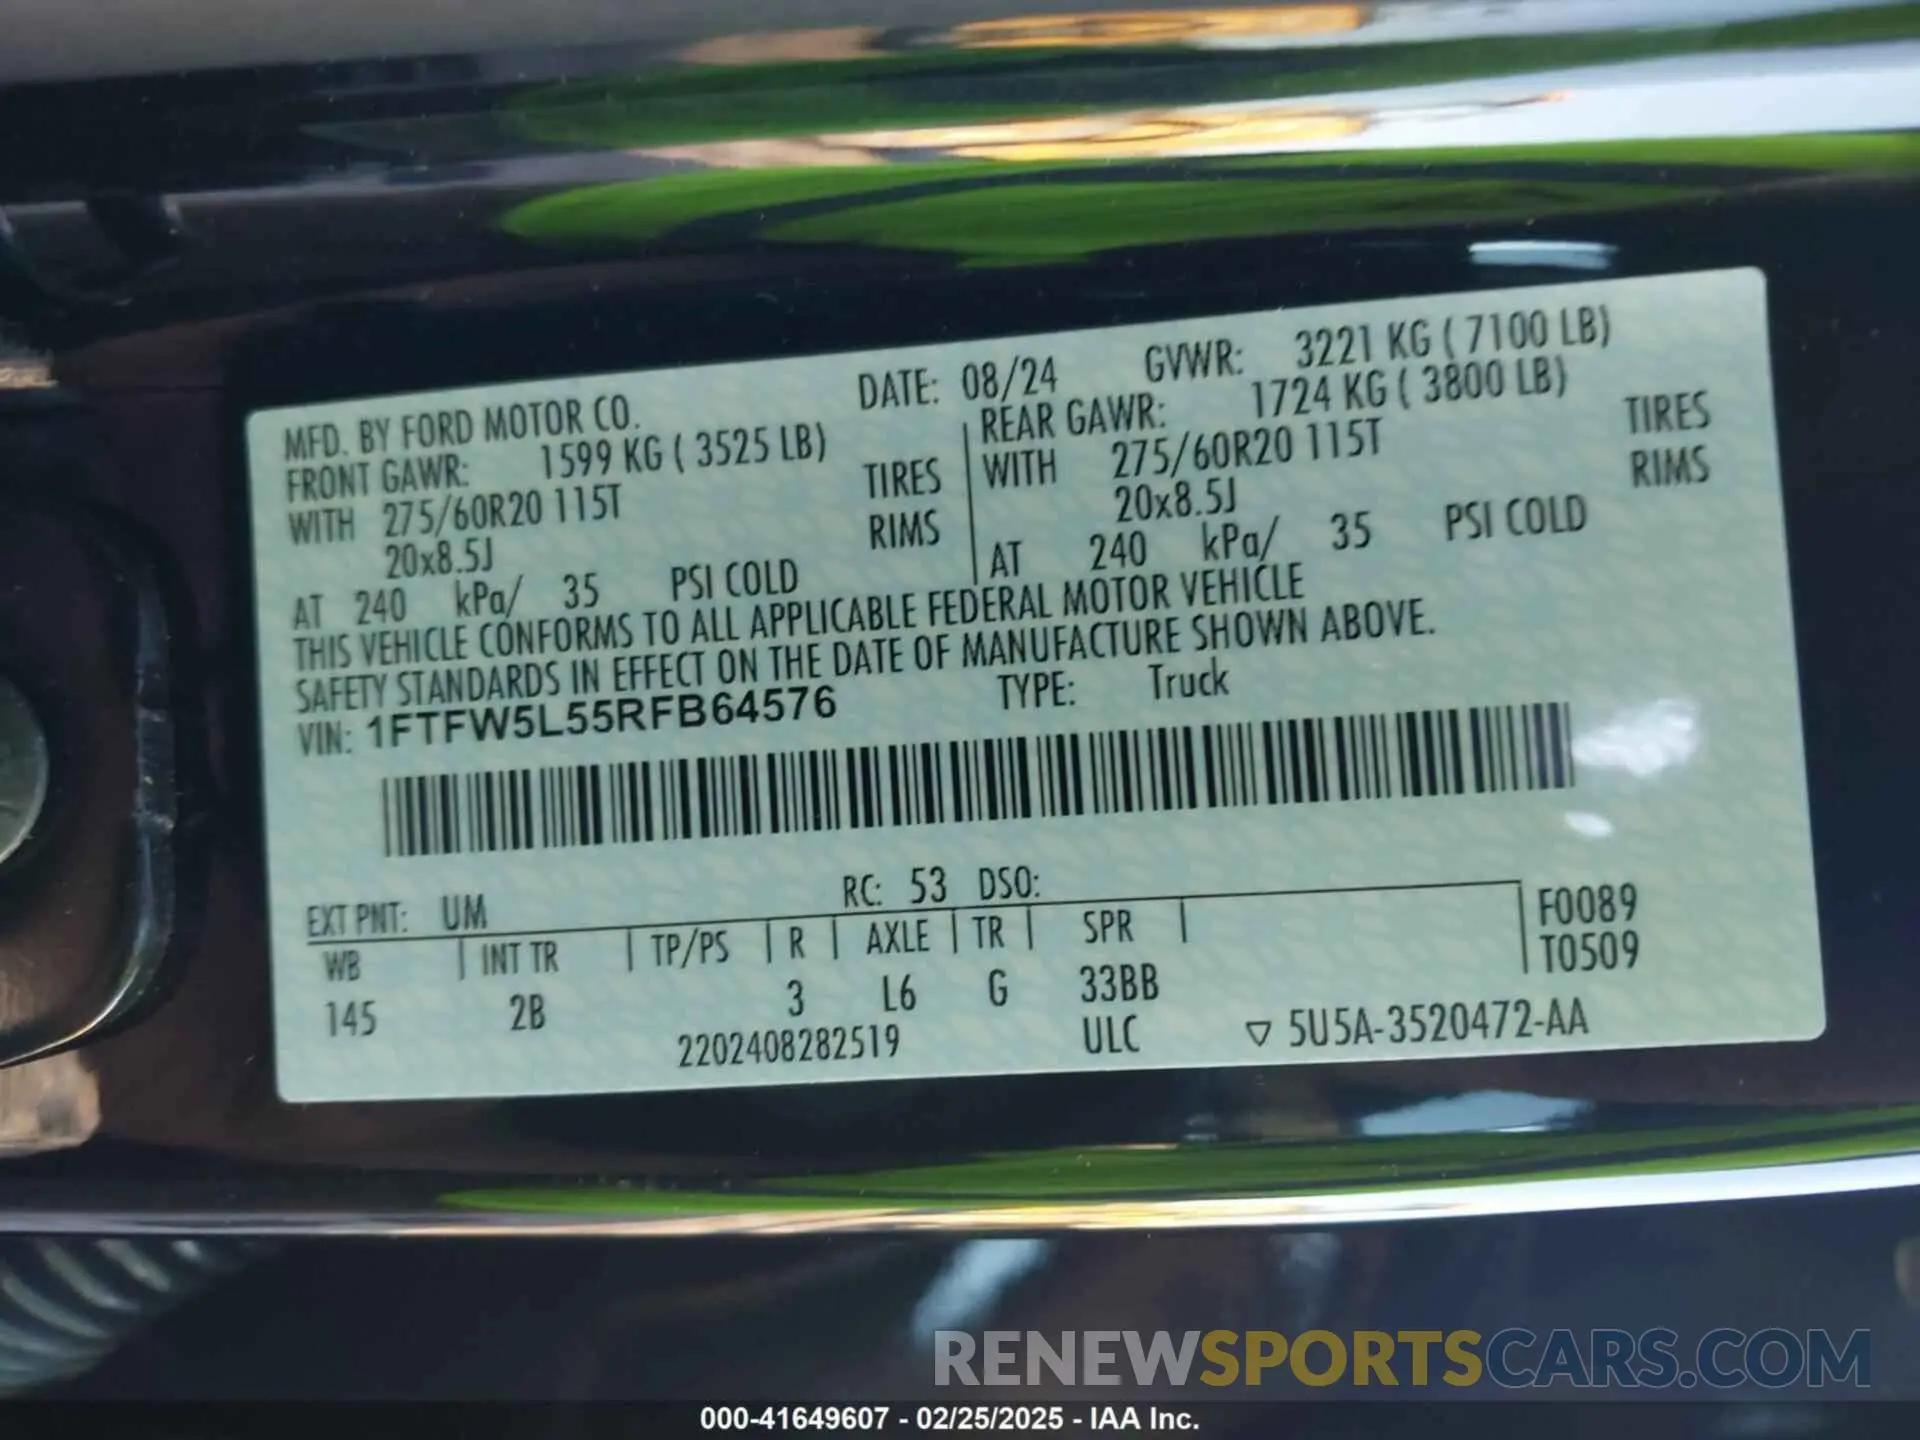 MFD. BY FORD MOTOR CO. DATE: 08/24 GVWR: 3221 KG ( 7100 LB)
FRONT GAWR: 1599 KG ( 3525 LB) REAR GAWR: 1724 KG ( 3800 LB)
WITH 275/60R20 115T TIRES WITH 275/60R20 115T TIRES
20x8.5J RIMS 20x8.5J RIMS
AT 240 kPa/ 35 PSI COLD AT 240 kPa/ 35 PSI COLD
THIS VEHICLE CONFORMS TO ALL APPLICABLE FEDERAL MOTOR VEHICLE
SAFETY STANDARDS IN EFFECT ON THE DATE OF MANUFACTURE SHOWN ABOVE.
VIN: 1FTFW5L55RFB64576 TYPE: Truck
EXT PNT: UM RC: 53 DSO:
WB INT TR TP/PS R AXLE TR SPR F0089
T0509
145 2B 3 L6 G 33BB
2202408282519 ULC ▽ 5U5A-3520472-AA
RENEWSPORTSCARS.COM
000-41649607 - 02/25/2025 - IAA Inc.